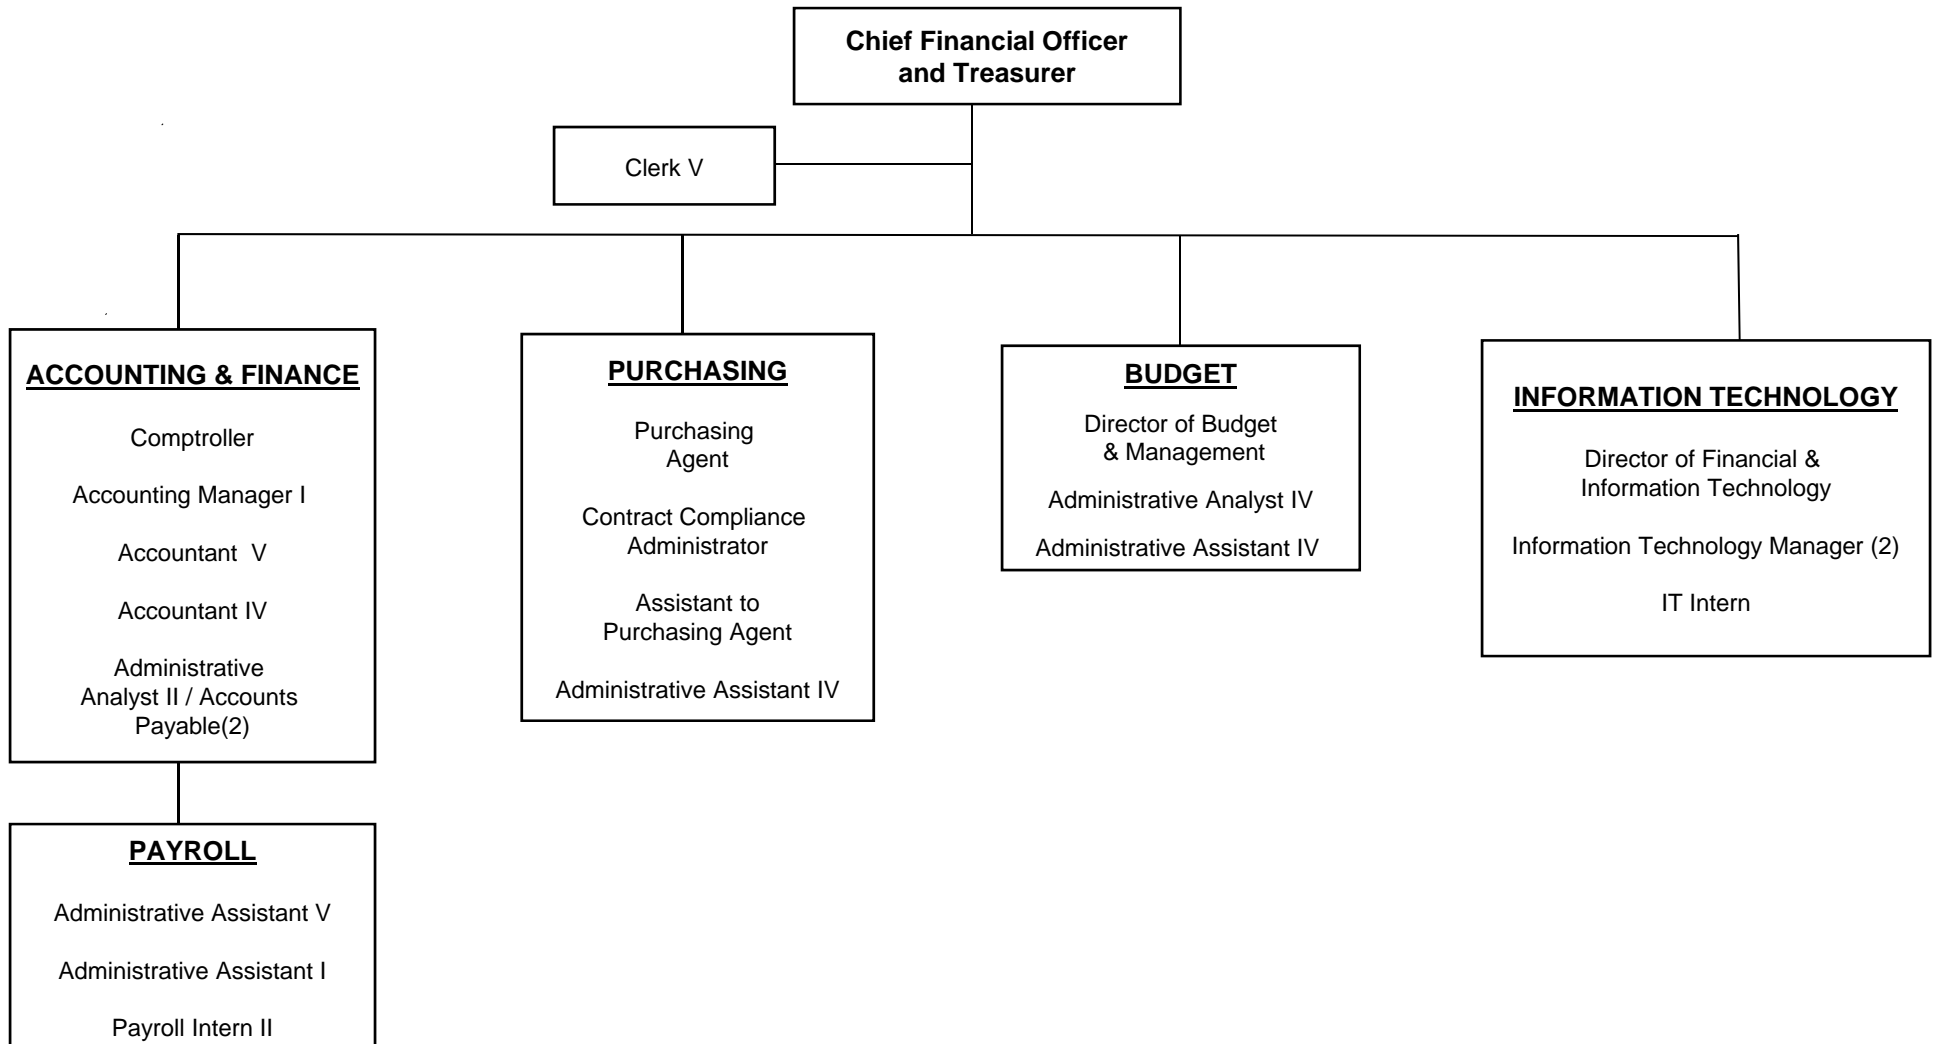 Chief Financial Officer
and Treasurer
Clerk V
ACCOUNTING & FINANCE
Comptroller
Accounting Manager I
Accountant V
Accountant IV
Administrative
Analyst II / Accounts
Payable(2)
PURCHASING
Purchasing
Agent
Contract Compliance
Administrator
Assistant to
Purchasing Agent
Administrative Assistant IV
BUDGET
Director of Budget
& Management
Administrative Analyst IV
Administrative Assistant IV
INFORMATION TECHNOLOGY
Director of Financial &
Information Technology
Information Technology Manager (2)
IT Intern
PAYROLL
Administrative Assistant V
Administrative Assistant I
Payroll Intern II